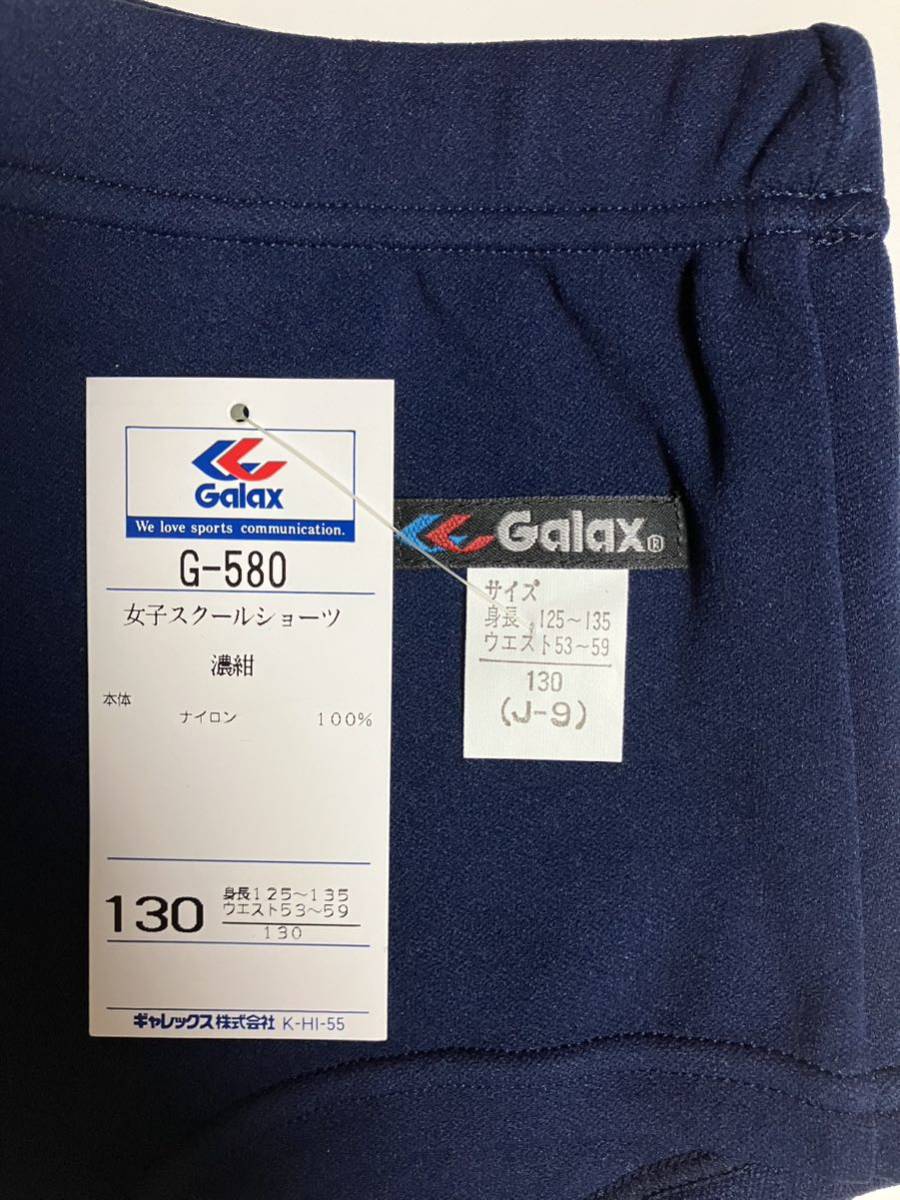 Galax
We love sports communication.
G-580
女子スクールショーツ
濃紺
本体
ナイロン 100%
130
身長125～135
ウエスト53～59
130
ギャレックス株式会社 K-HI-55
Galax®
サイズ
身長 125～135
ウエスト53～59
130
(J-9)